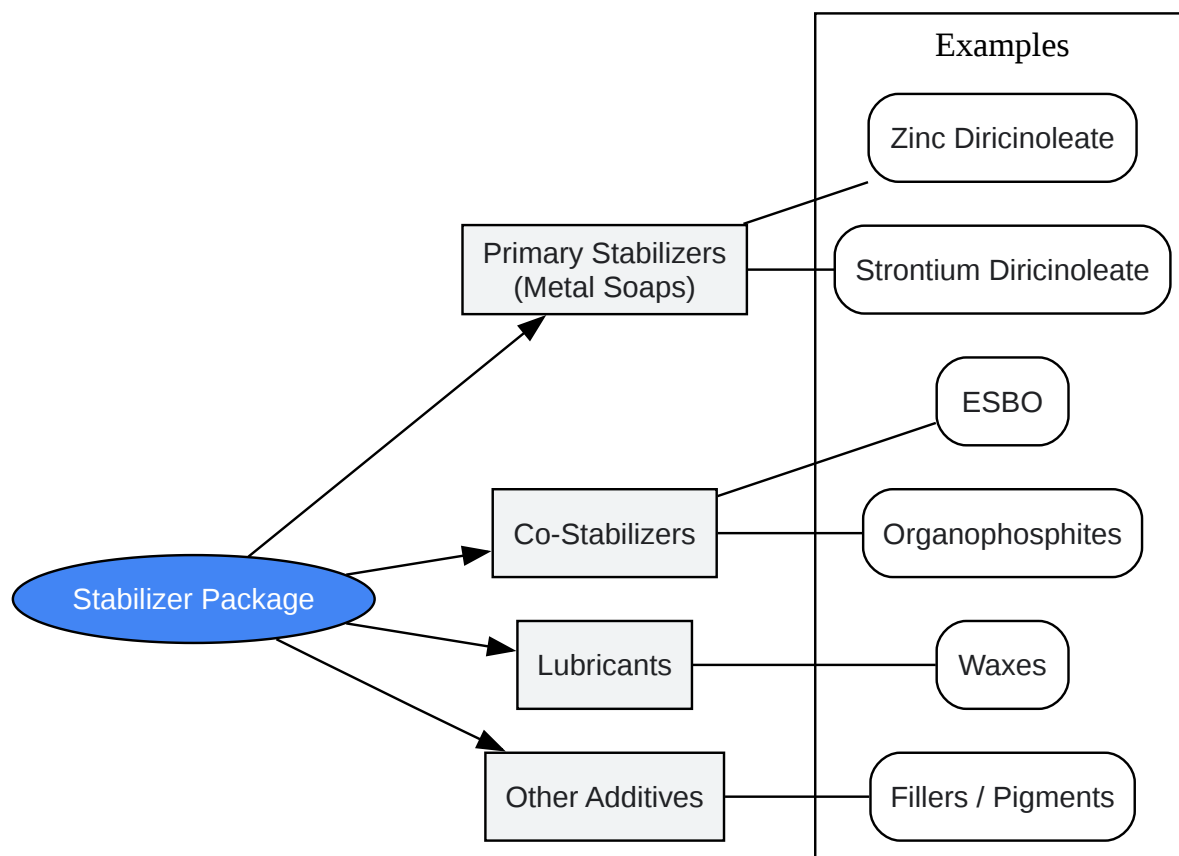 Examples
Zinc Diricinoleate
Primary Stabilizers
(Metal Soaps)
Strontium Diricinoleate
ESBO
Co-Stabilizers
Organophosphites
Stabilizer Package
Lubricants
Waxes
Other Additives
Fillers / Pigments